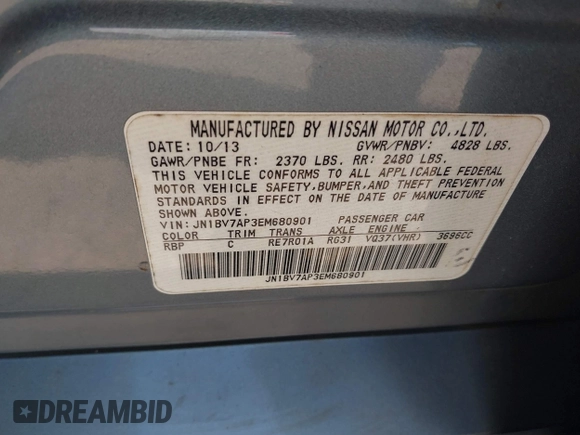 MANUFACTURED BY NISSAN MOTOR CO.,LTD.
DATE: 10/13 GVWR/PNBV: 4828 LBS.
GAWR/PNBE FR: 2370 LBS. RR: 2480 LBS.
THIS VEHICLE CONFORMS TO ALL APPLICABLE FEDERAL
MOTOR VEHICLE SAFETY,BUMPER,AND THEFT PREVENTION
STANDARDS IN EFFECT ON THE DATE OF MANUFACTURE
SHOWN ABOVE.
VIN: JN1BV7AP3EM680901 PASSENGER CAR
COLOR TRIM TRANS AXLE ENGINE
RBP C RE7R01A RG31 VQ37(VHR) 3696CC
JN1BV7AP3EM680901
DREAMBID